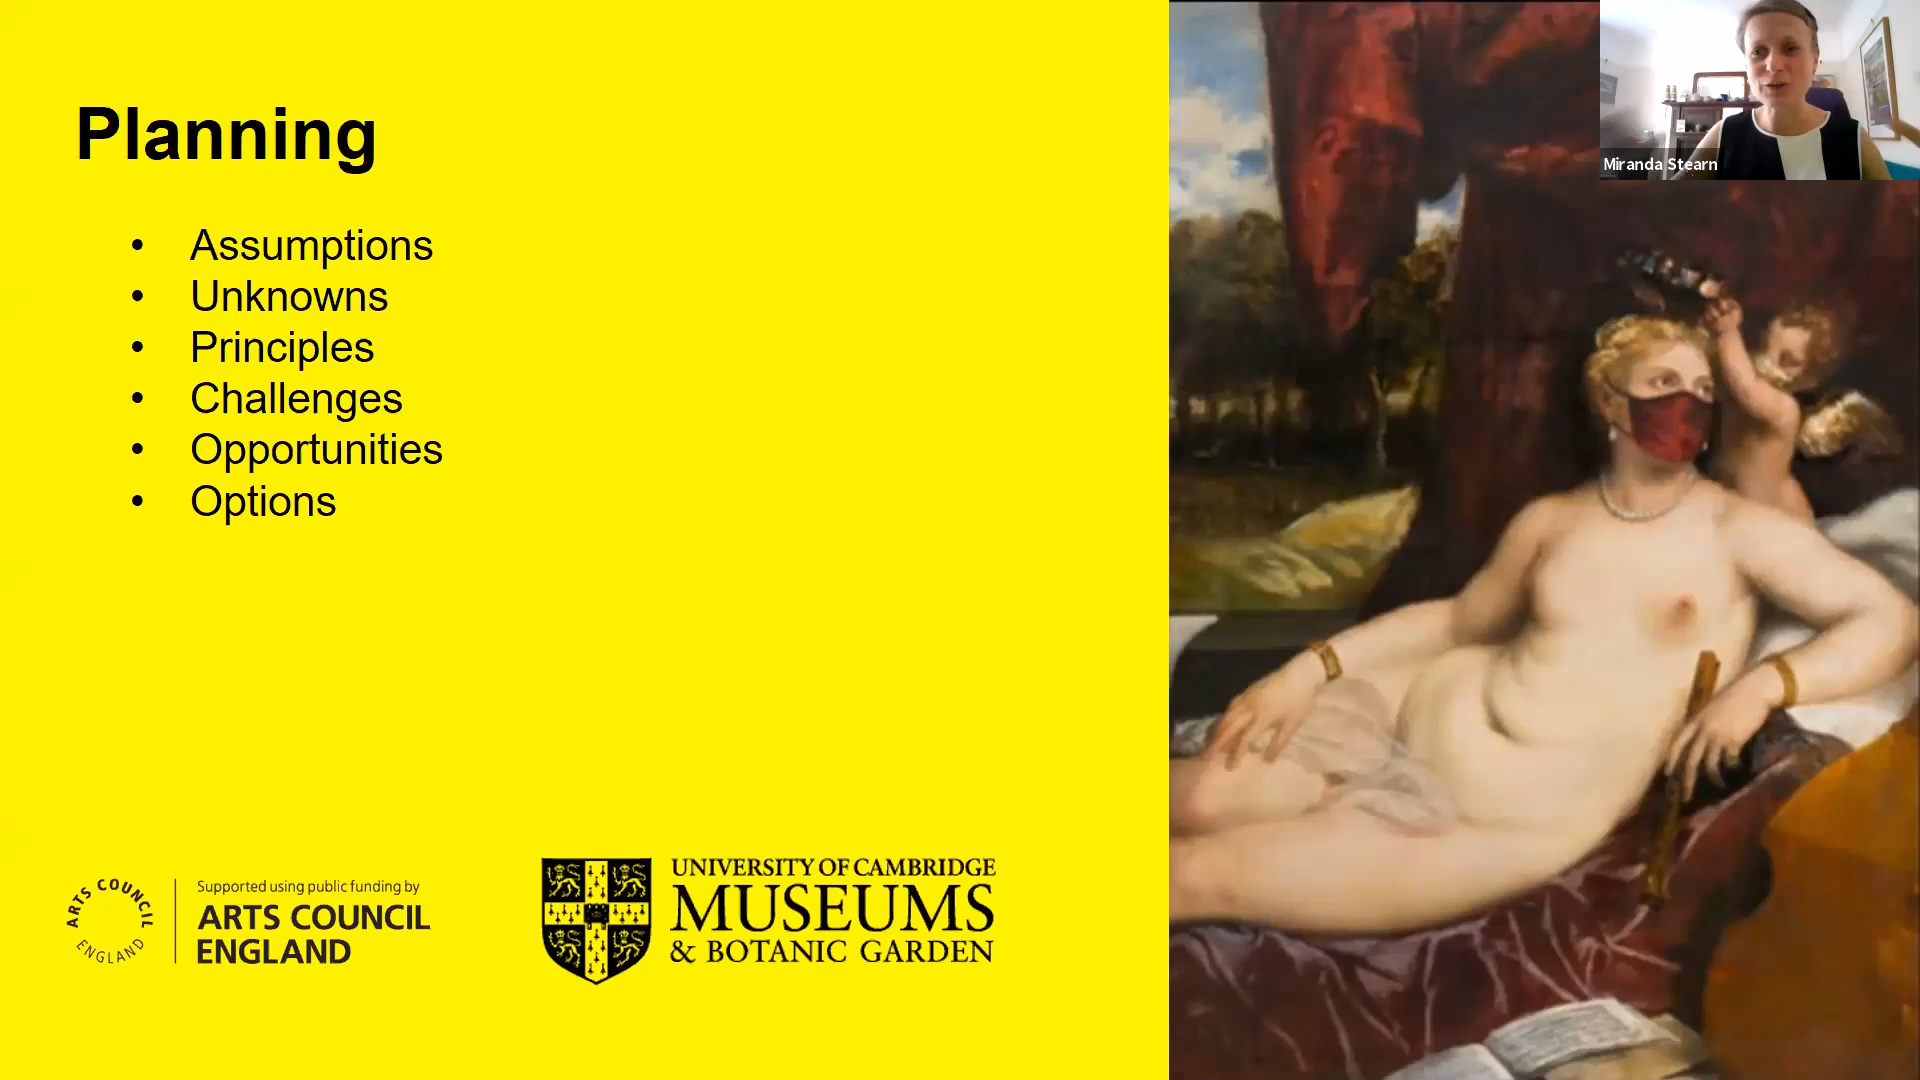 Planning
• Assumptions
• Unknowns
• Principles
• Challenges
• Opportunities
• Options
Miranda Stearn
ARTS COUNCIL
ENGLAND
Supported using public funding by
ARTS COUNCIL
ENGLAND
UNIVERSITY OF CAMBRIDGE
MUSEUMS
& BOTANIC GARDEN